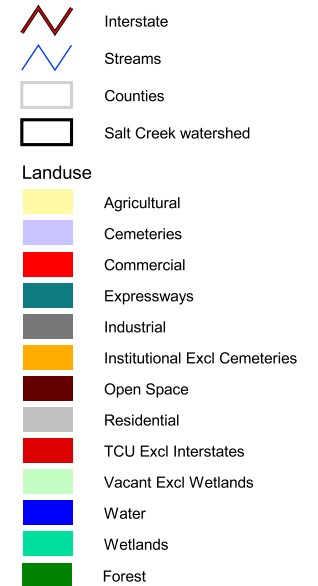 Interstate
Streams
Counties
Salt Creek watershed
Landuse
Agricultural
Cemeteries
Commercial
Expressways
Industrial
Institutional Excl Cemeteries
Open Space
Residential
TCU Excl Interstates
Vacant Excl Wetlands
Water
Wetlands
Forest